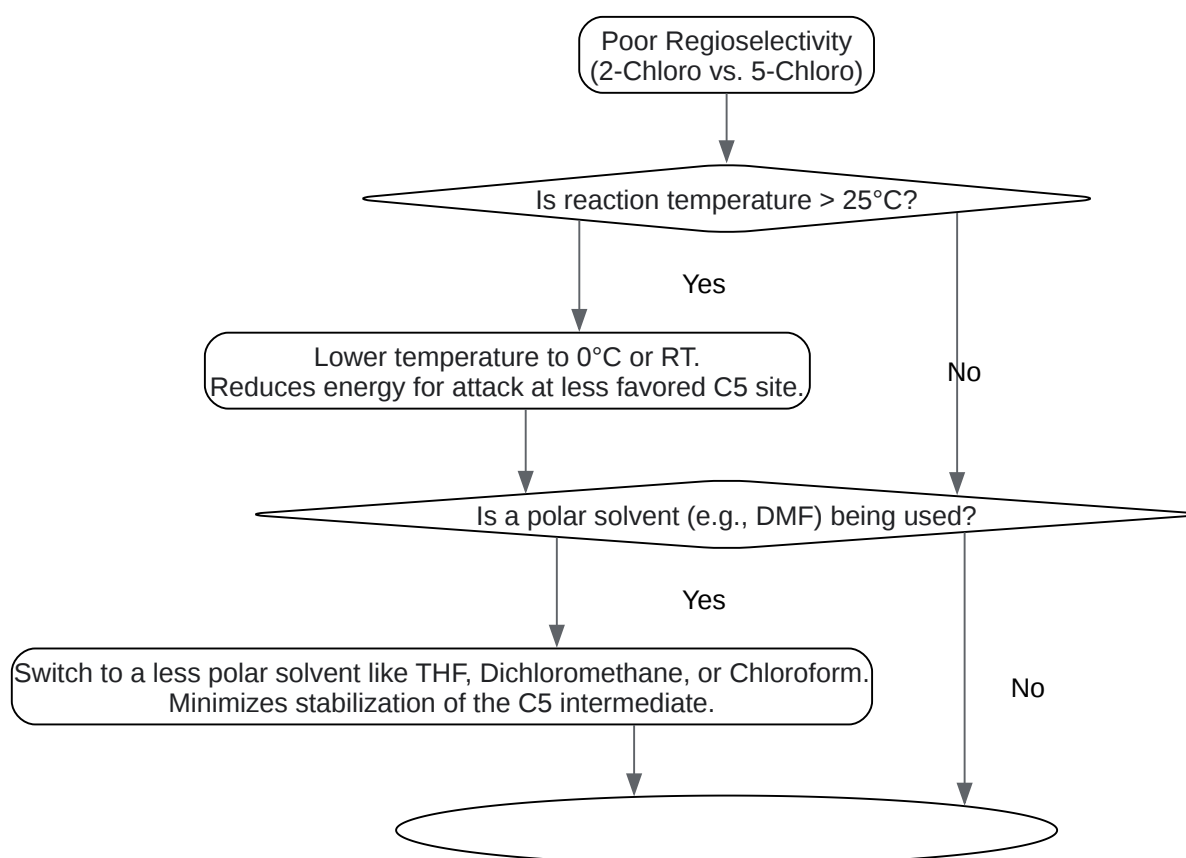 Poor Regioselectivity
(2-Chloro vs. 5-Chloro)
Is reaction temperature > 25°C?
Yes
Lower temperature to 0°C or RT.
Reduces energy for attack at less favored C5 site.
No
Is a polar solvent (e.g., DMF) being used?
Yes
Switch to a less polar solvent like THF, Dichloromethane, or Chloroform.
Minimizes stabilization of the C5 intermediate.
No